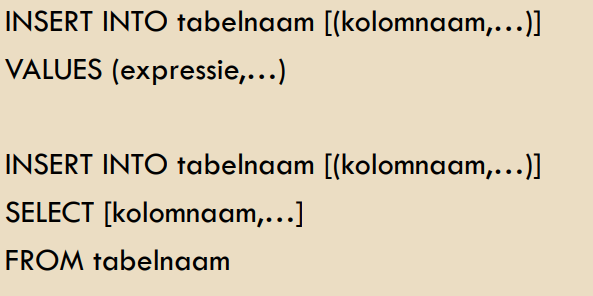 INSERT INTO tabelnaam [(kolomnaam,…)]
VALUES (expressie,…)
INSERT INTO tabelnaam [(kolomnaam,…)]
SELECT [kolomnaam,…]
FROM tabelnaam